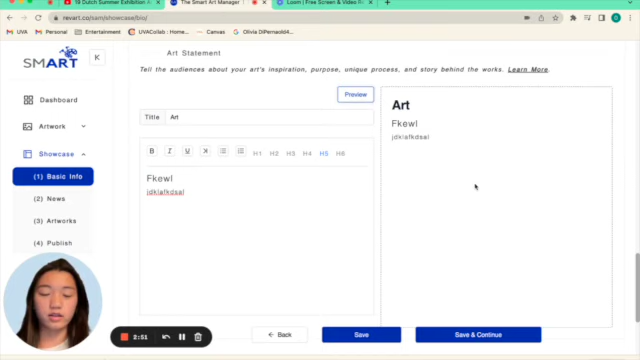 19 Dutch Summer Exhibition A
The Smart Art Manager
Loom | Free Screen & Video R
revart.co/sam/showcase/bio/
UVA
Personal
Entertainment
UVACollab : Home...
Canvas
Olivia DiPernaold4...
SMART
Art Statement
Tell the audiences about your art's inspiration, purpose, unique process, and story behind the works. Learn More.
Dashboard
Artwork
Showcase
(1) Basic Info
(2) News
(3) Artworks
(4) Publish
Preview
Title
Art
B I U H1 H2 H3 H4 H5 H6
Fkewl
jdklafkdsal
Art
Fkewl
jdklafkdsal
2:51
Back
Save
Save & Continue